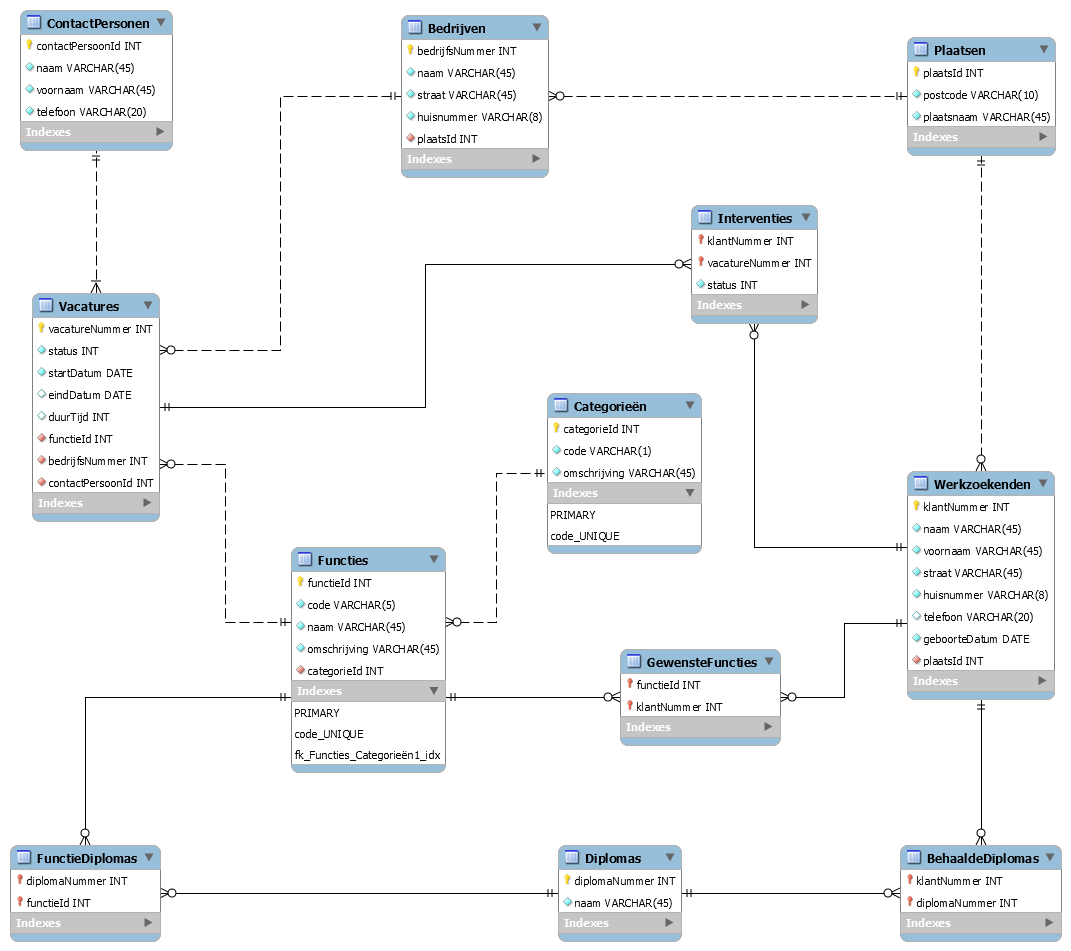 ContactPersonen
contactPersoonId INT
naam VARCHAR(45)
voornaam VARCHAR(45)
telefoon VARCHAR(20)
Indexes
Bedrijven
bedrijfsNummer INT
naam VARCHAR(45)
straat VARCHAR(45)
huisnummer VARCHAR(8)
plaatsId INT
Indexes
Plaatsen
plaatsId INT
postcode VARCHAR(10)
plaatsnaam VARCHAR(45)
Indexes
Interventies
klantNummer INT
vacatureNummer INT
status INT
Indexes
Vacatures
vacatureNummer INT
status INT
startDatum DATE
eindDatum DATE
duurTijd INT
functieId INT
bedrijfsNummer INT
contactPersoonId INT
Indexes
Categorieën
categorieId INT
code VARCHAR(1)
omschrijving VARCHAR(45)
Indexes
PRIMARY
code_UNIQUE
Werkzoekenden
klantNummer INT
naam VARCHAR(45)
voornaam VARCHAR(45)
straat VARCHAR(45)
huisnummer VARCHAR(8)
telefoon VARCHAR(20)
geboorteDatum DATE
plaatsId INT
Indexes
Functies
functieId INT
code VARCHAR(5)
naam VARCHAR(45)
omschrijving VARCHAR(45)
categorieId INT
Indexes
PRIMARY
code_UNIQUE
fk_Functies_Categorieën1_idx
GewensteFuncties
functieId INT
klantNummer INT
Indexes
FunctieDiplomas
diplomaNummer INT
functieId INT
Indexes
Diplomas
diplomaNummer INT
naam VARCHAR(45)
Indexes
BehaaldeDiplomas
klantNummer INT
diplomaNummer INT
Indexes